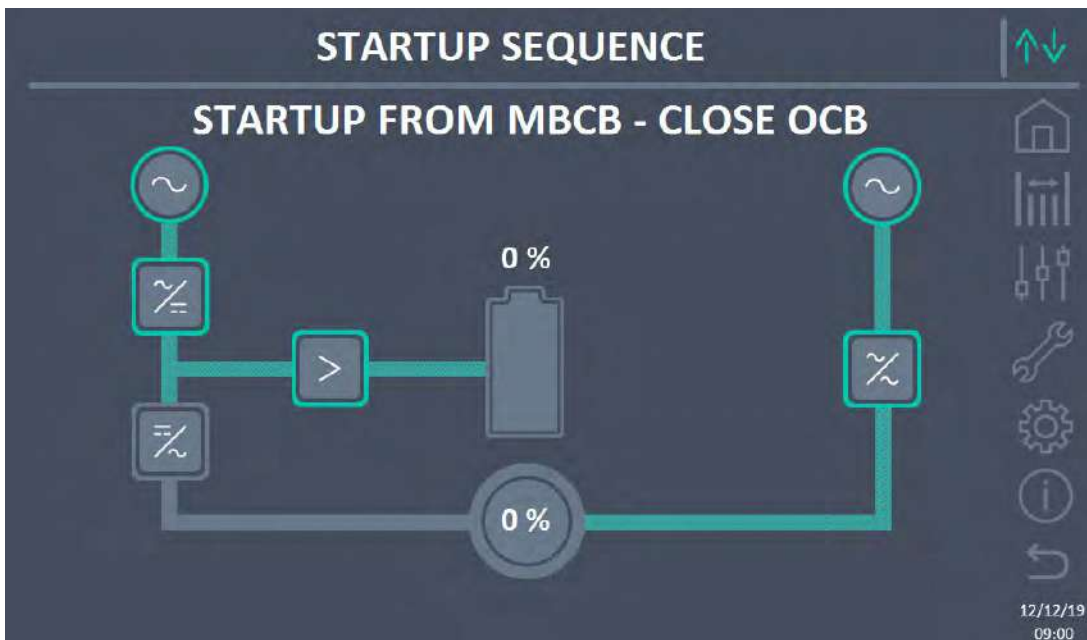 STARTUP SEQUENCE
STARTUP FROM MBCB - CLOSE OCB
0 %
0 %
12/12/19
09:00